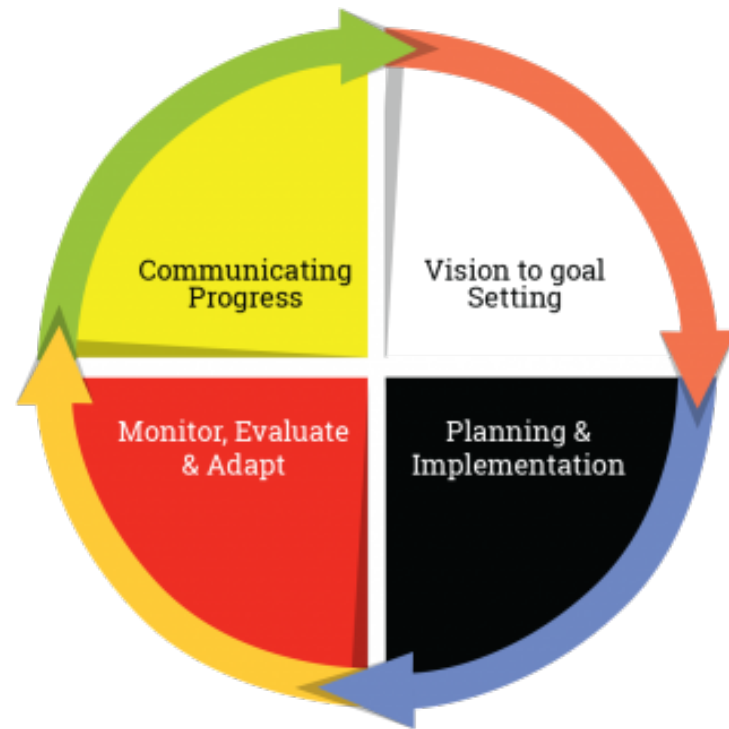 Communicating
Progress
Vision to goal
Setting
Monitor, Evaluate
& Adapt
Planning &
Implementation